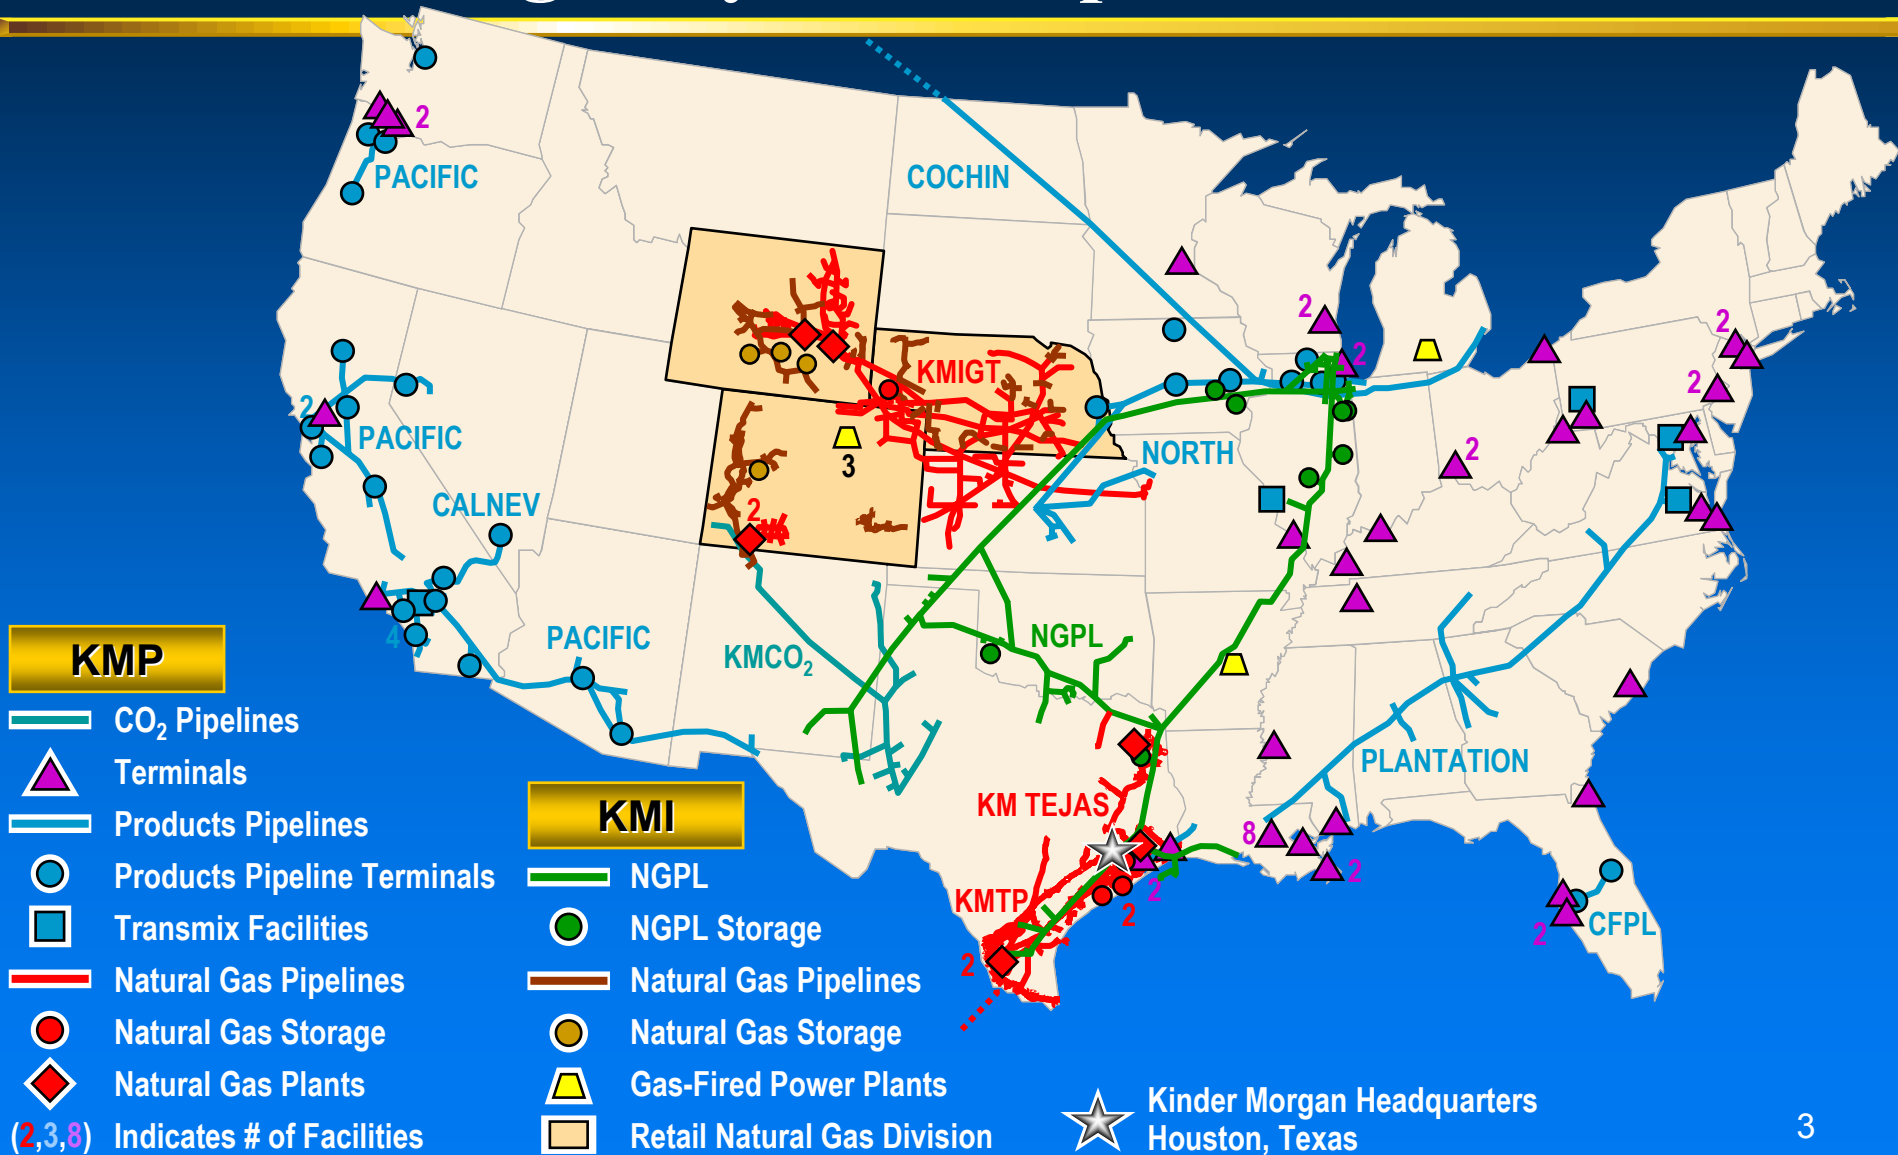 2
PACIFIC
COCHIN
2
2
2
KMIGT
2
2
PACIFIC
3
NORTH
2
CALNEV
2
4
PACIFIC
KMCO₂
NGPL
KMP
CO₂ Pipelines
Terminals
Products Pipelines
Products Pipeline Terminals
Transmix Facilities
Natural Gas Pipelines
Natural Gas Storage
Natural Gas Plants
(2,3,8) Indicates # of Facilities
PLANTATION
KM TEJAS
8
2
2
KMTP
2
2
2
CFPL
KMI
NGPL
NGPL Storage
Natural Gas Pipelines
Natural Gas Storage
Gas-Fired Power Plants
Retail Natural Gas Division
Kinder Morgan Headquarters
Houston, Texas
3